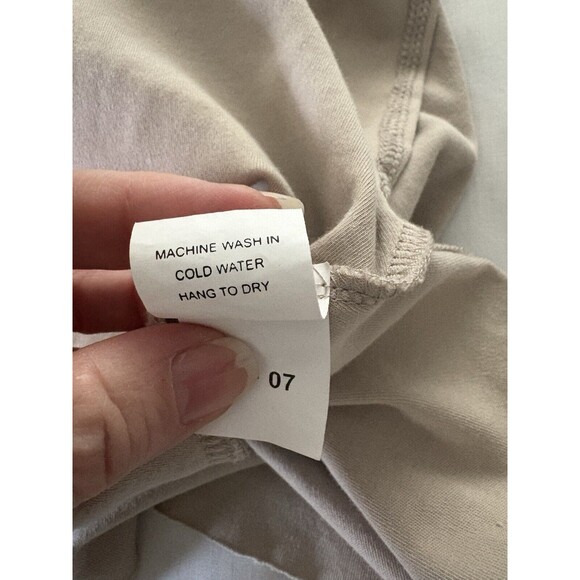 MACHINE WASH IN
COLD WATER
HANG TO DRY
07